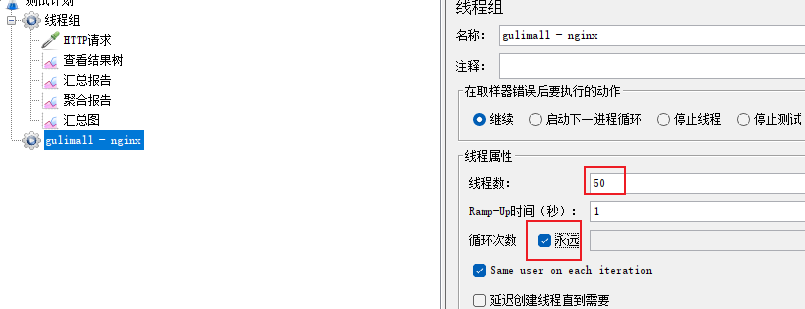 测试计划
线程组
HTTP请求
查看结果树
汇总报告
聚合报告
汇总图
gulimall - nginx
线程组
名称： gulimall - nginx
注释：
在取样器错误后要执行的动作
继续 启动下一进程循环 停止线程 停止测试
线程属性
线程数： 50
Ramp-Up时间（秒）： 1
循环次数 永远
Same user on each iteration
延迟创建线程直到需要